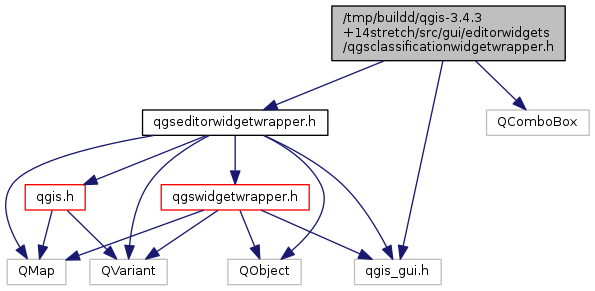 /tmp/buildd/qgis-3.4.3
+14stretch/src/gui/editorwidgets
/qgsclassificationwidgetwrapper.h
qgseditorwidgetwrapper.h
QComboBox
qgis.h
qgswidgetwrapper.h
QMap
QVariant
QObject
qgis_gui.h